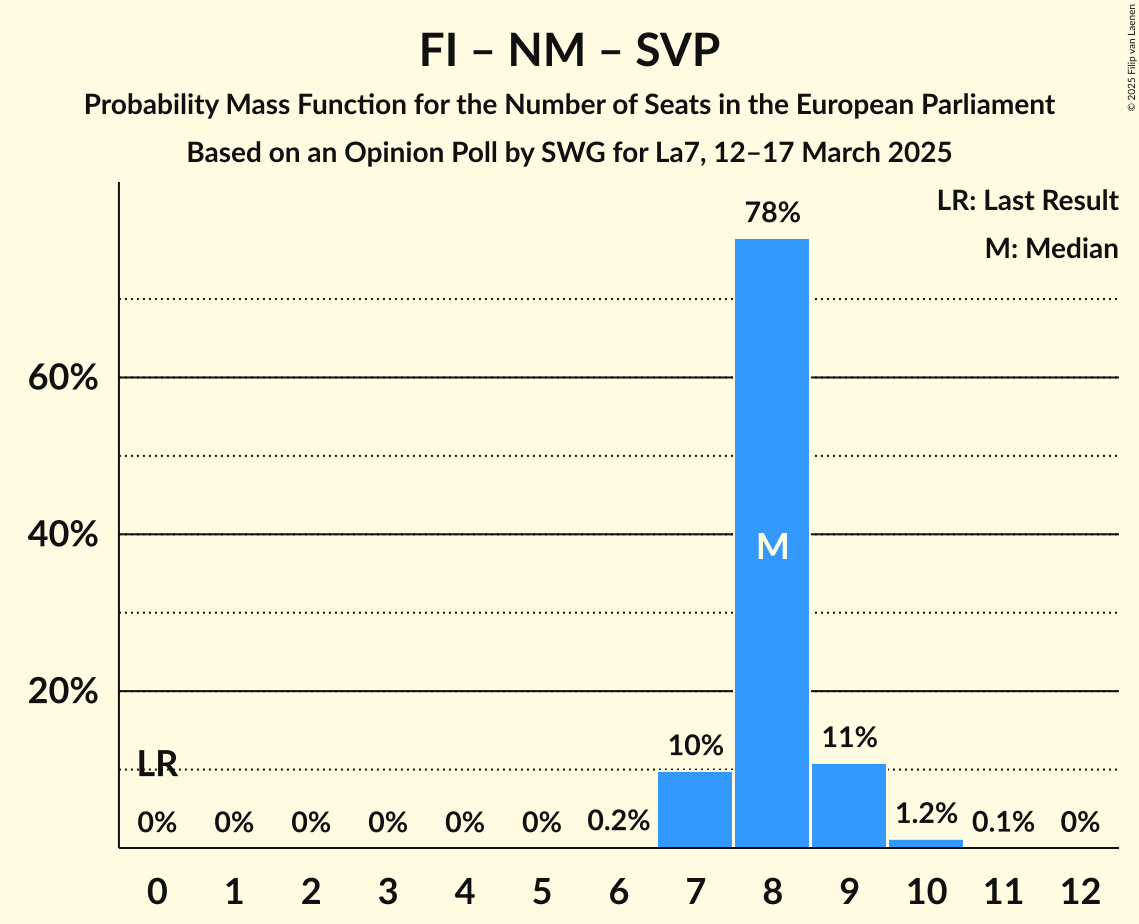 FI – NM – SVP
Probability Mass Function for the Number of Seats in the European Parliament
Based on an Opinion Poll by SWG for La7, 12–17 March 2025
© 2025 Filip van Laenen
LR: Last Result
M: Median
78%
60%
40%
M
20%
LR
10%
11%
0% 0% 0% 0% 0% 0% 0.2% 1.2% 0.1% 0%
0 1 2 3 4 5 6 7 8 9 10 11 12